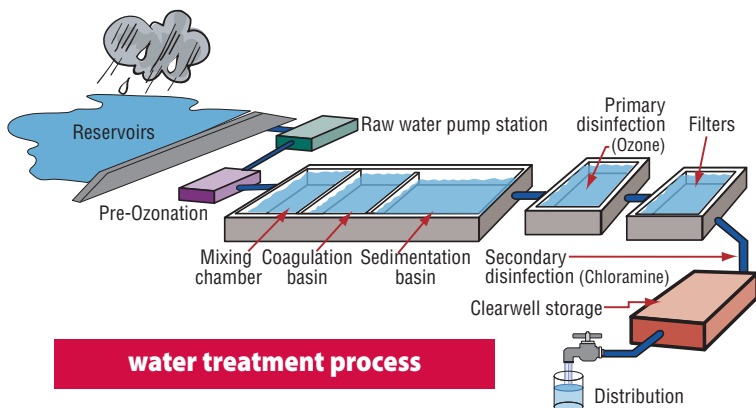 Reservoirs
Raw water pump station
Pre-Ozonation
Primary
disinfection
(Ozone)
Filters
Mixing
chamber
Coagulation
basin
Sedimentation
basin
Secondary
disinfection (Chloramine)
Clearwell storage
water treatment process
Distribution